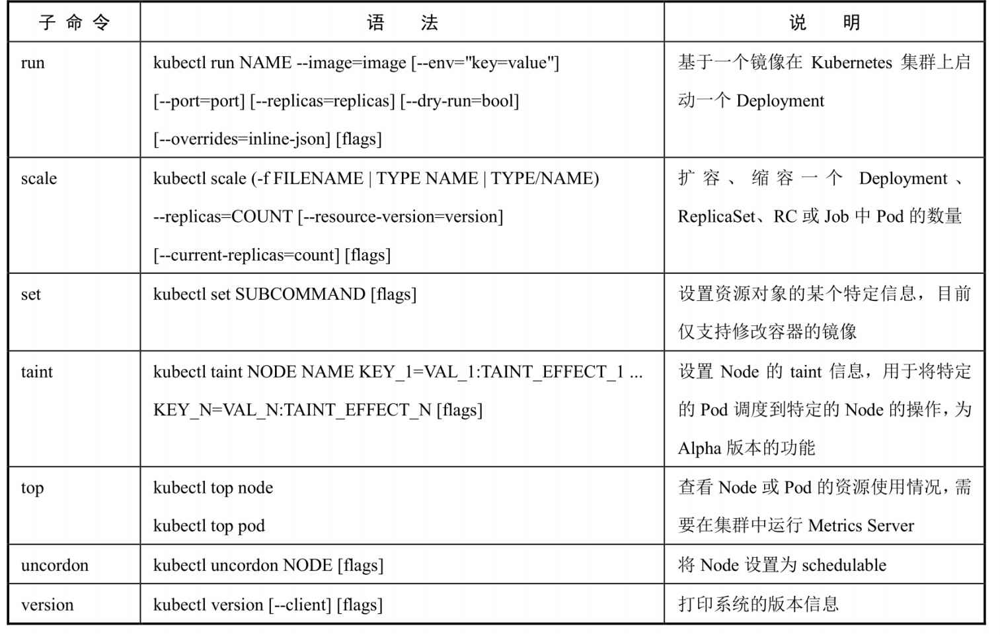 子命令 语法 说明
run
kubectl run NAME --image=image [--env="key=value"]
[--port=port] [--replicas=replicas] [--dry-run=bool]
[--overrides=inline-json] [flags]
基于一个镜像在 Kubernetes 集群上启
动一个 Deployment
scale
kubectl scale (-f FILENAME | TYPE NAME | TYPE/NAME)
--replicas=COUNT [--resource-version=version]
[--current-replicas=count] [flags]
扩容、缩容一个 Deployment、
ReplicaSet、RC 或 Job 中 Pod 的数量
set
kubectl set SUBCOMMAND [flags]
设置资源对象的某个特定信息，目前
仅支持修改容器的镜像
taint
kubectl taint NODE NAME KEY_1=VAL_1:TAINT_EFFECT_1 ...
KEY_N=VAL_N:TAINT_EFFECT_N [flags]
设置 Node 的 taint 信息，用于将特定
的 Pod 调度到特定的 Node 的操作，为
Alpha 版本的功能
top
kubectl top node
kubectl top pod
查看 Node 或 Pod 的资源使用情况，需
要在集群中运行 Metrics Server
uncordon
kubectl uncordon NODE [flags]
将 Node 设置为 schedulable
version
kubectl version [--client] [flags]
打印系统的版本信息